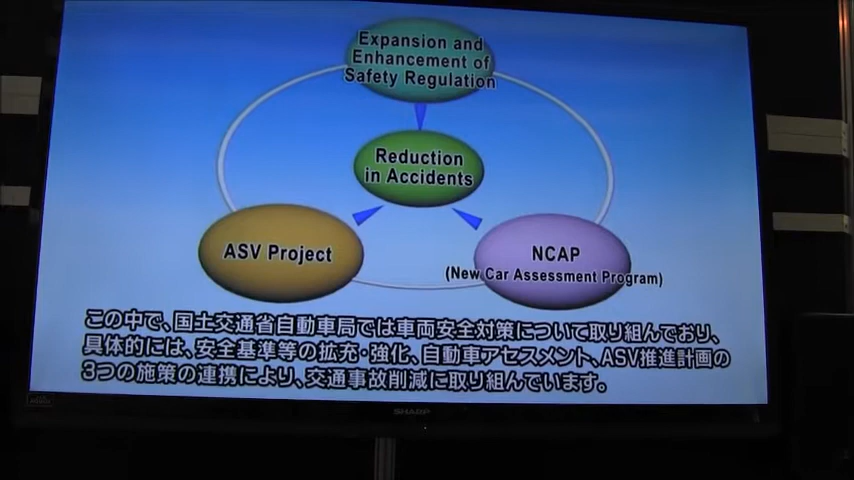 Expansion and
Enhancement of
Safety Regulation
Reduction
in Accidents
ASV Project
NCAP
(New Car Assessment Program)
この中で、国土交通省自動車局では車両安全対策について取り組んでおり、
具体的には、安全基準等の拡充・強化、自動車アセスメント、ASV推進計画の
3つの施策の連携により、交通事故削減に取り組んでいます。
SHARP